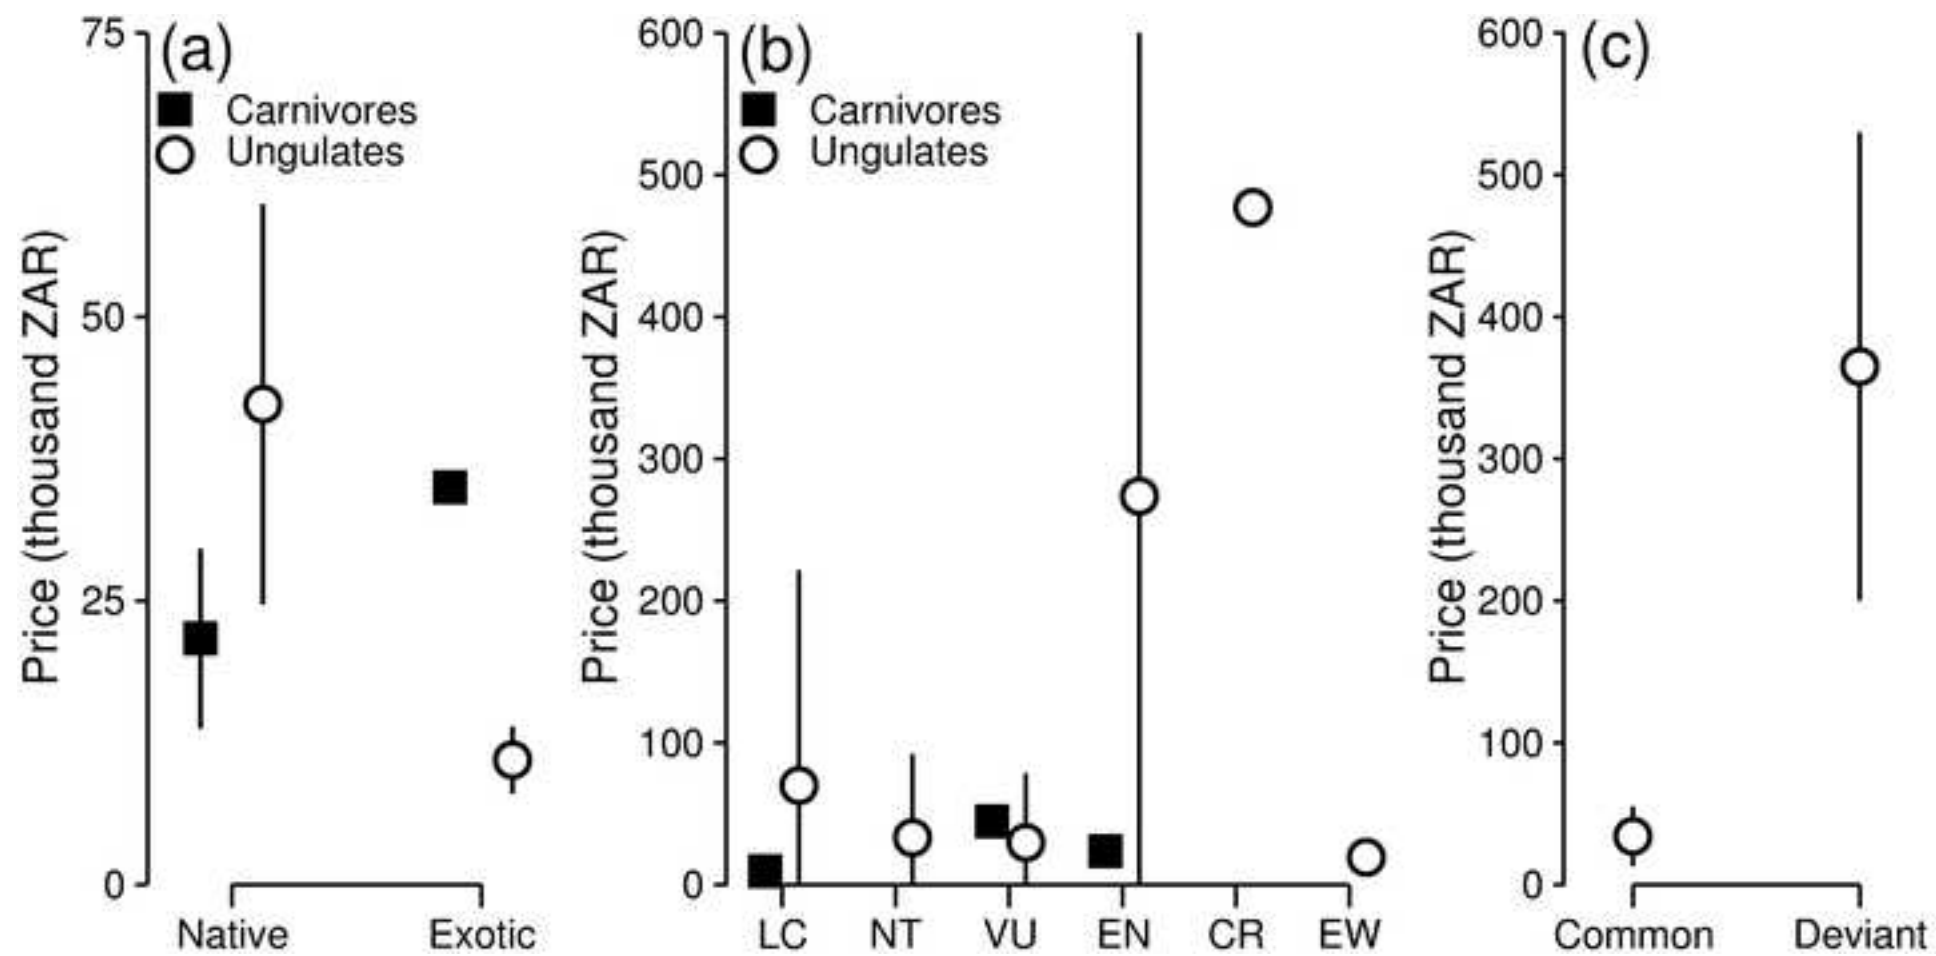 (a)
Carnivores
Ungulates
Price (thousand ZAR)
75
50
25
0
Native
Exotic
(b)
Carnivores
Ungulates
Price (thousand ZAR)
600
500
400
300
200
100
0
LC
NT
VU
EN
CR
EW
(c)
Price (thousand ZAR)
600
500
400
300
200
100
0
Common
Deviant